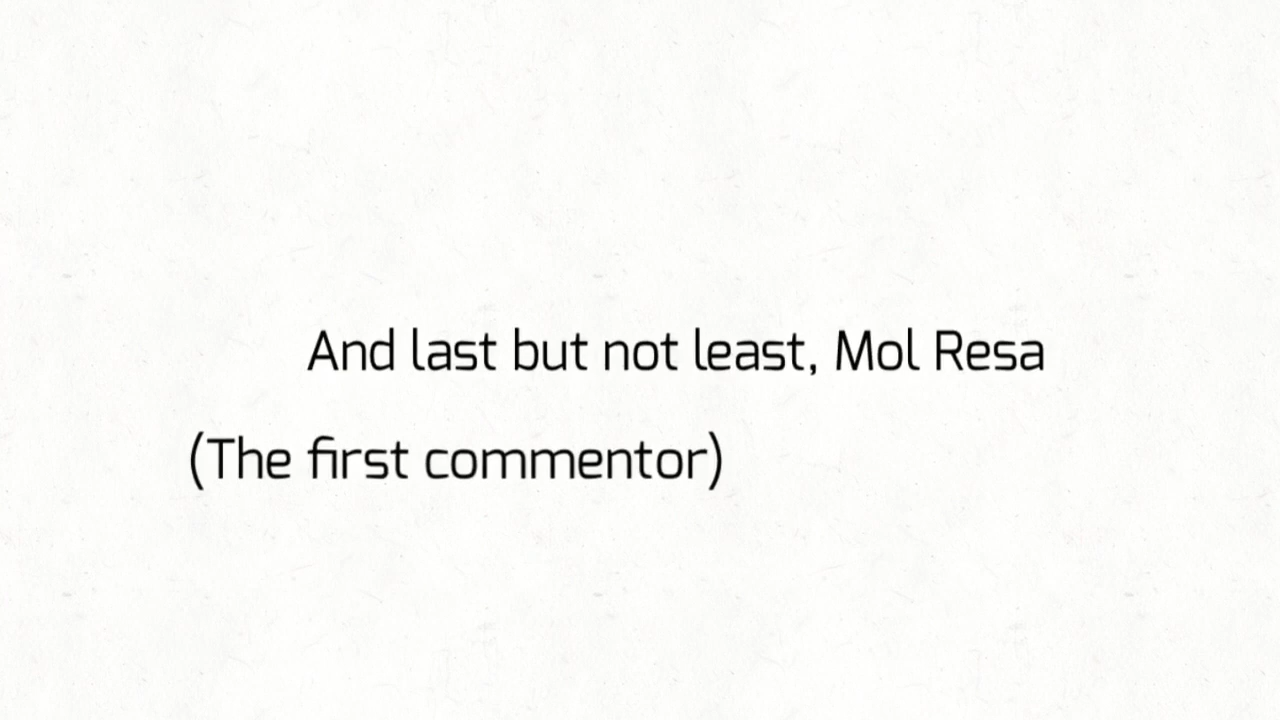 And last but not least, Mol Resa
(The first commentor)